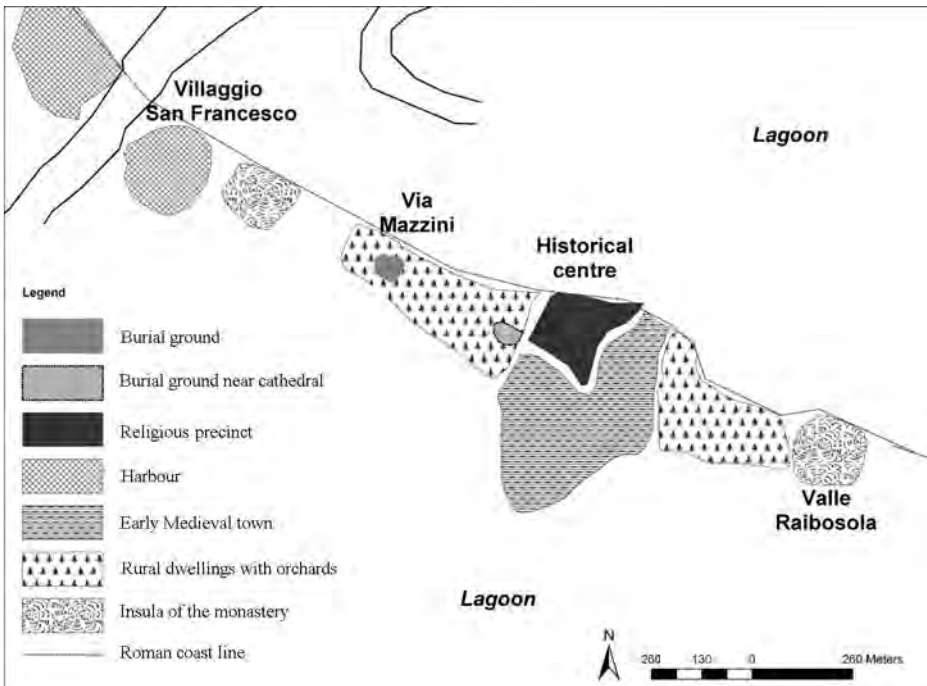 Villaggio
San Francesco
Lagoon
Via
Mazzini
Historical
centre
Legend
Burial ground
Burial ground near cathedral
Religious precinct
Harbour
Early Medieval town
Rural dwellings with orchards
Insula of the monastery
Roman coast line
Valle
Raibosola
Lagoon
N
260 130 0 260 Meters